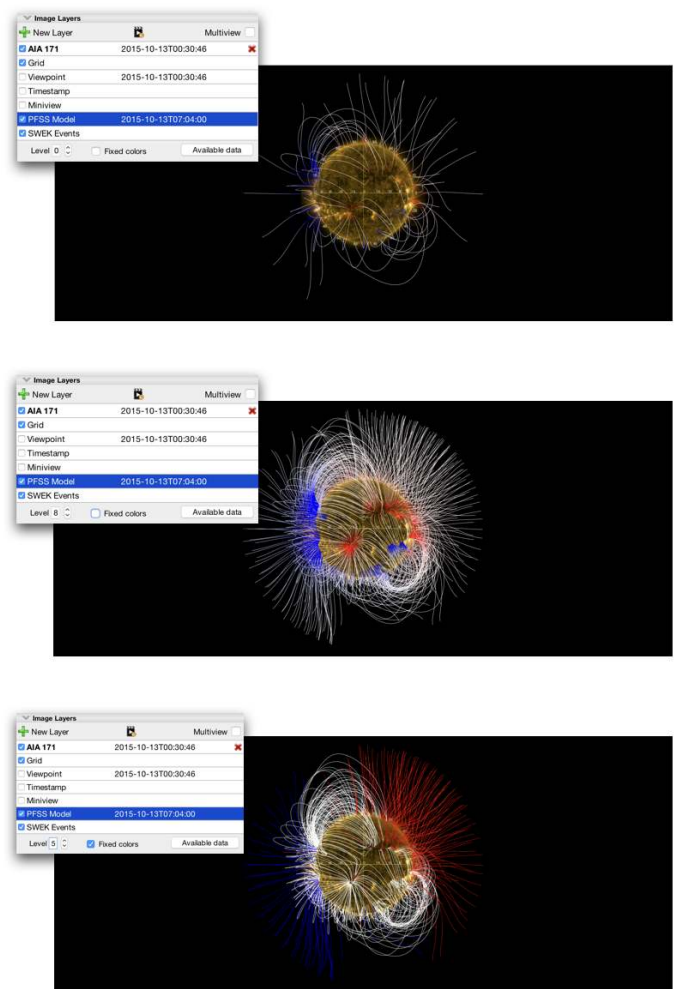 Image Layers
New Layer Multiview
AIA 171 2015-10-13T00:30:46
Grid
Viewpoint 2015-10-13T00:30:46
Timestamp
Miniview
PFSS Model 2015-10-13T07:04:00
SWEK Events
Level 0 Fixed colors Available data
Image Layers
New Layer Multiview
AIA 171 2015-10-13T00:30:46
Grid
Viewpoint 2015-10-13T00:30:46
Timestamp
Miniview
PFSS Model 2015-10-13T07:04:00
SWEK Events
Level 8 Fixed colors Available data
Image Layers
New Layer Multiview
AIA 171 2015-10-13T00:30:46
Grid
Viewpoint 2015-10-13T00:30:46
Timestamp
Miniview
PFSS Model 2015-10-13T07:04:00
SWEK Events
Level 5 Fixed colors Available data